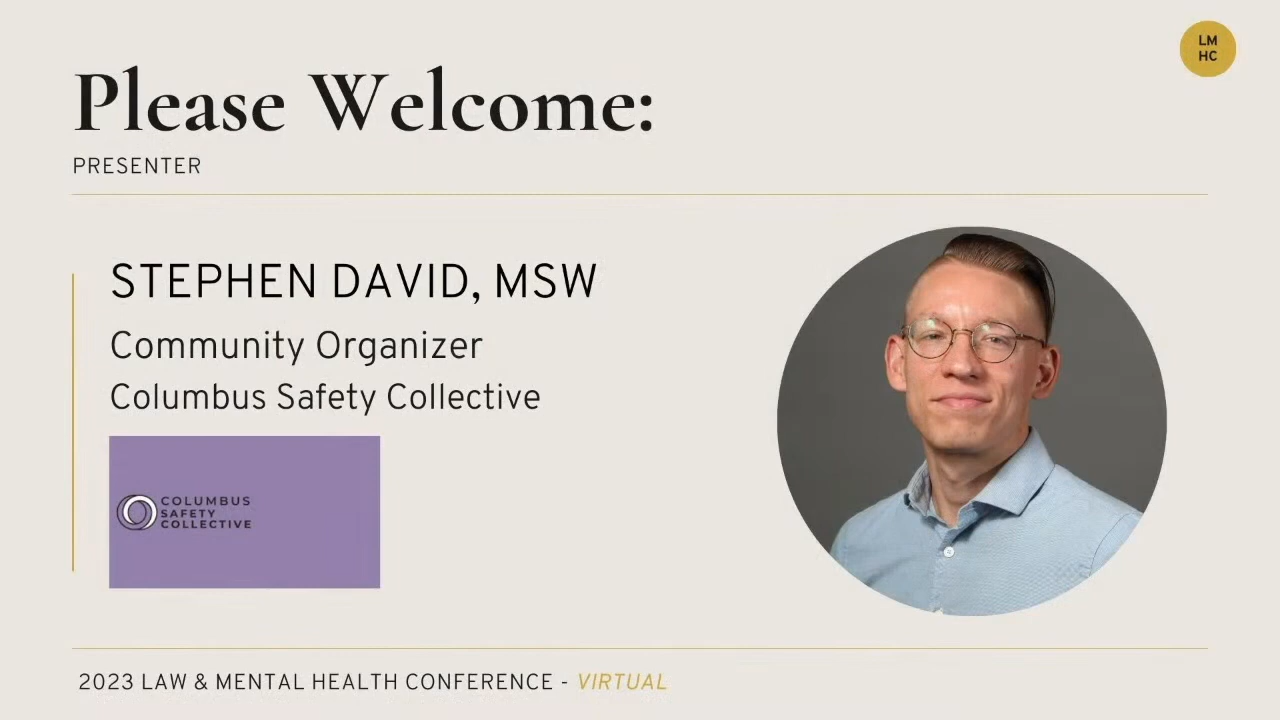 LM
HC
Please Welcome:
PRESENTER
STEPHEN DAVID, MSW
Community Organizer
Columbus Safety Collective
COLUMBUS
SAFETY
COLLECTIVE
2023 LAW & MENTAL HEALTH CONFERENCE - VIRTUAL